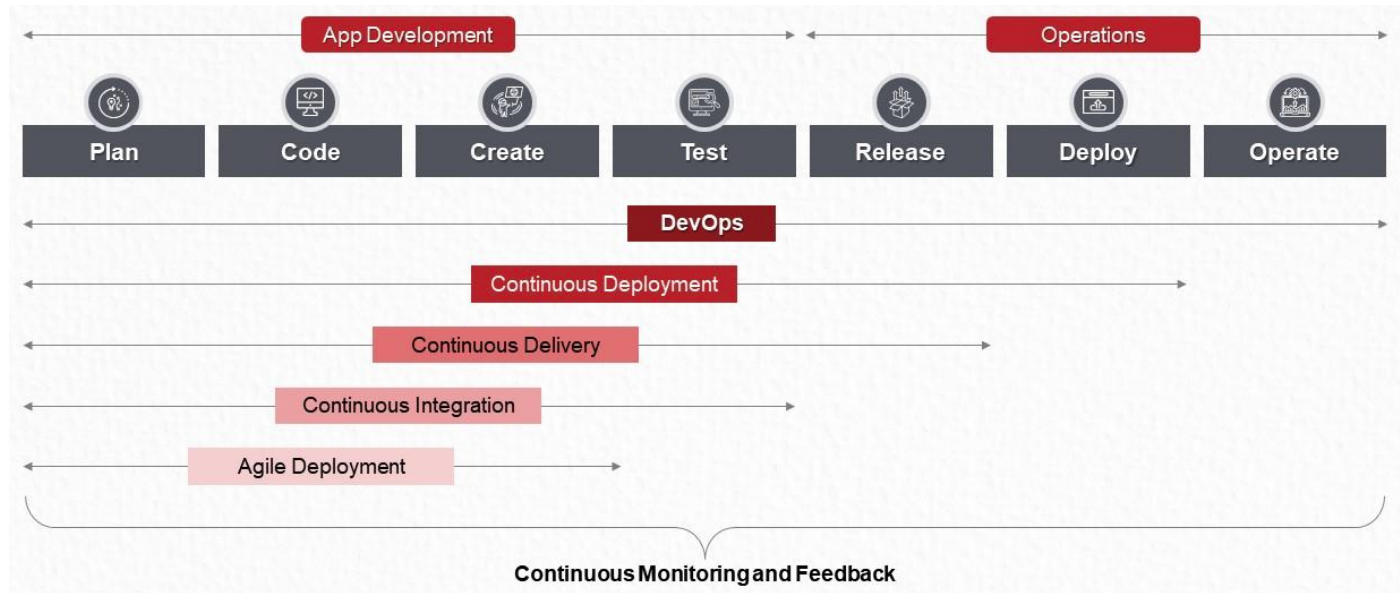 App Development
Operations
Plan
Code
Create
Test
Release
Deploy
Operate
DevOps
Continuous Deployment
Continuous Delivery
Continuous Integration
Agile Deployment
Continuous Monitoring and Feedback